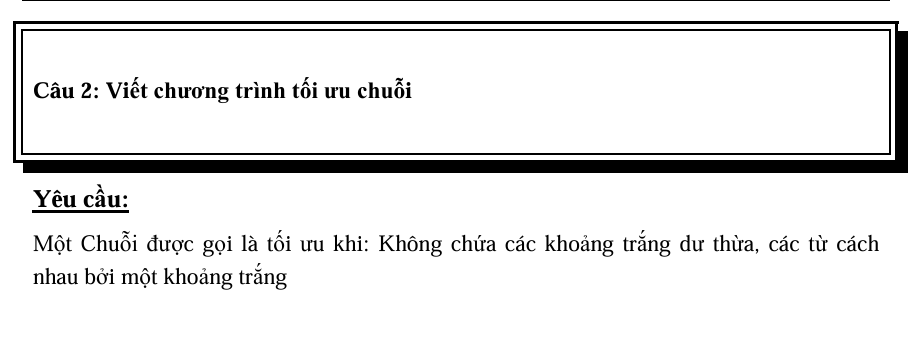 Câu 2: Viết chương trình tối ưu chuỗi
Yêu cầu:
Một Chuỗi được gọi là tối ưu khi: Không chứa các khoảng trắng dư thừa, các từ cách
nhau bởi một khoảng trắng